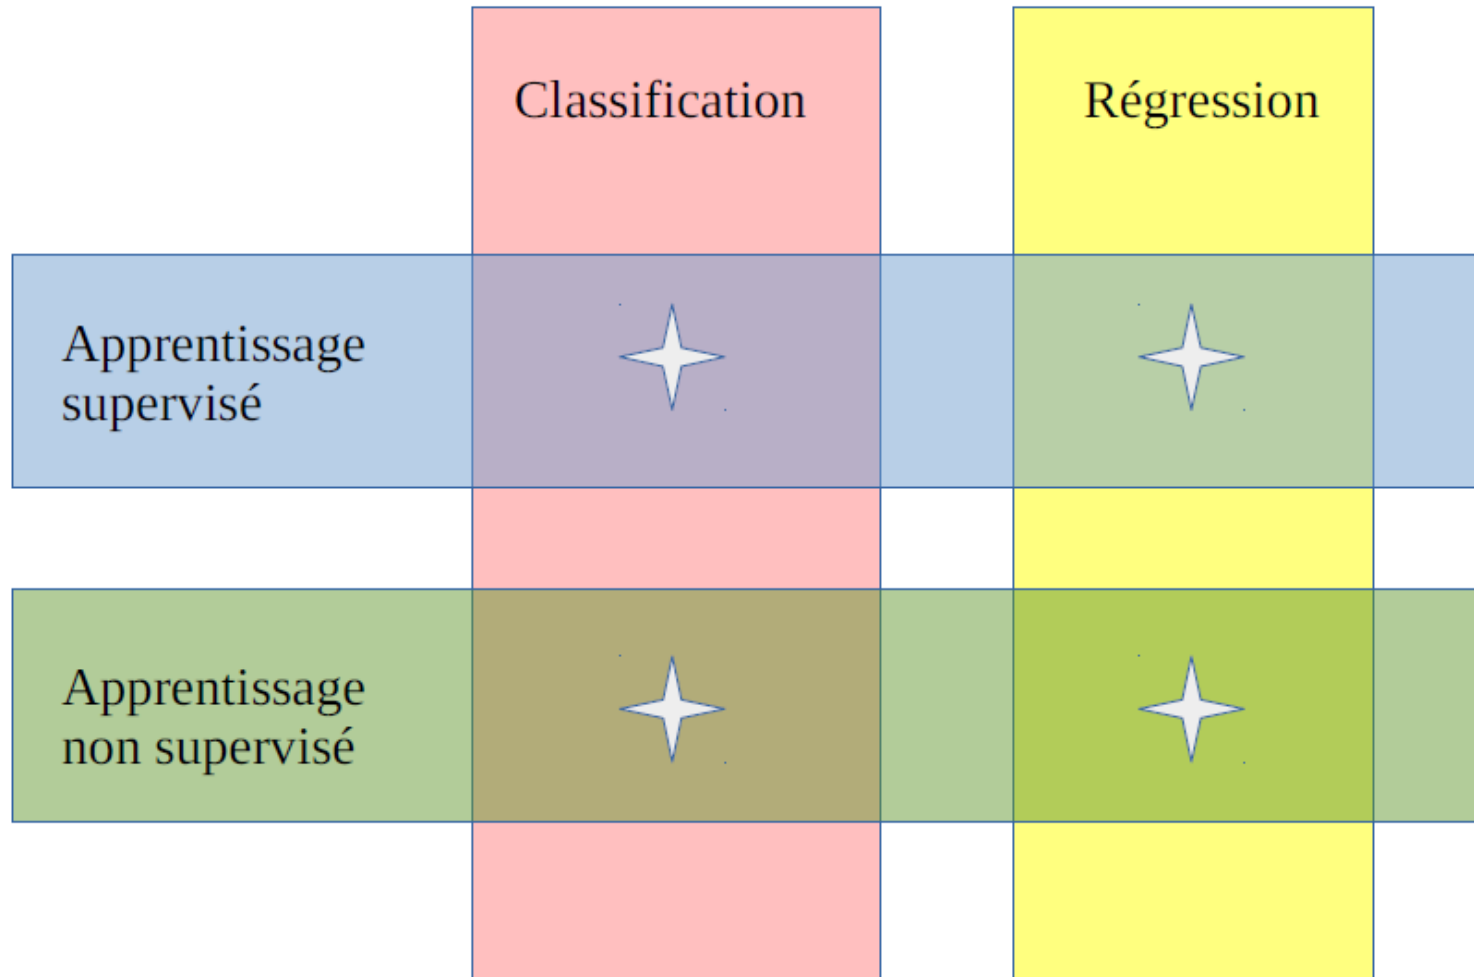 Classification
Régression
Apprentissage
supervisé
Apprentissage
non supervisé